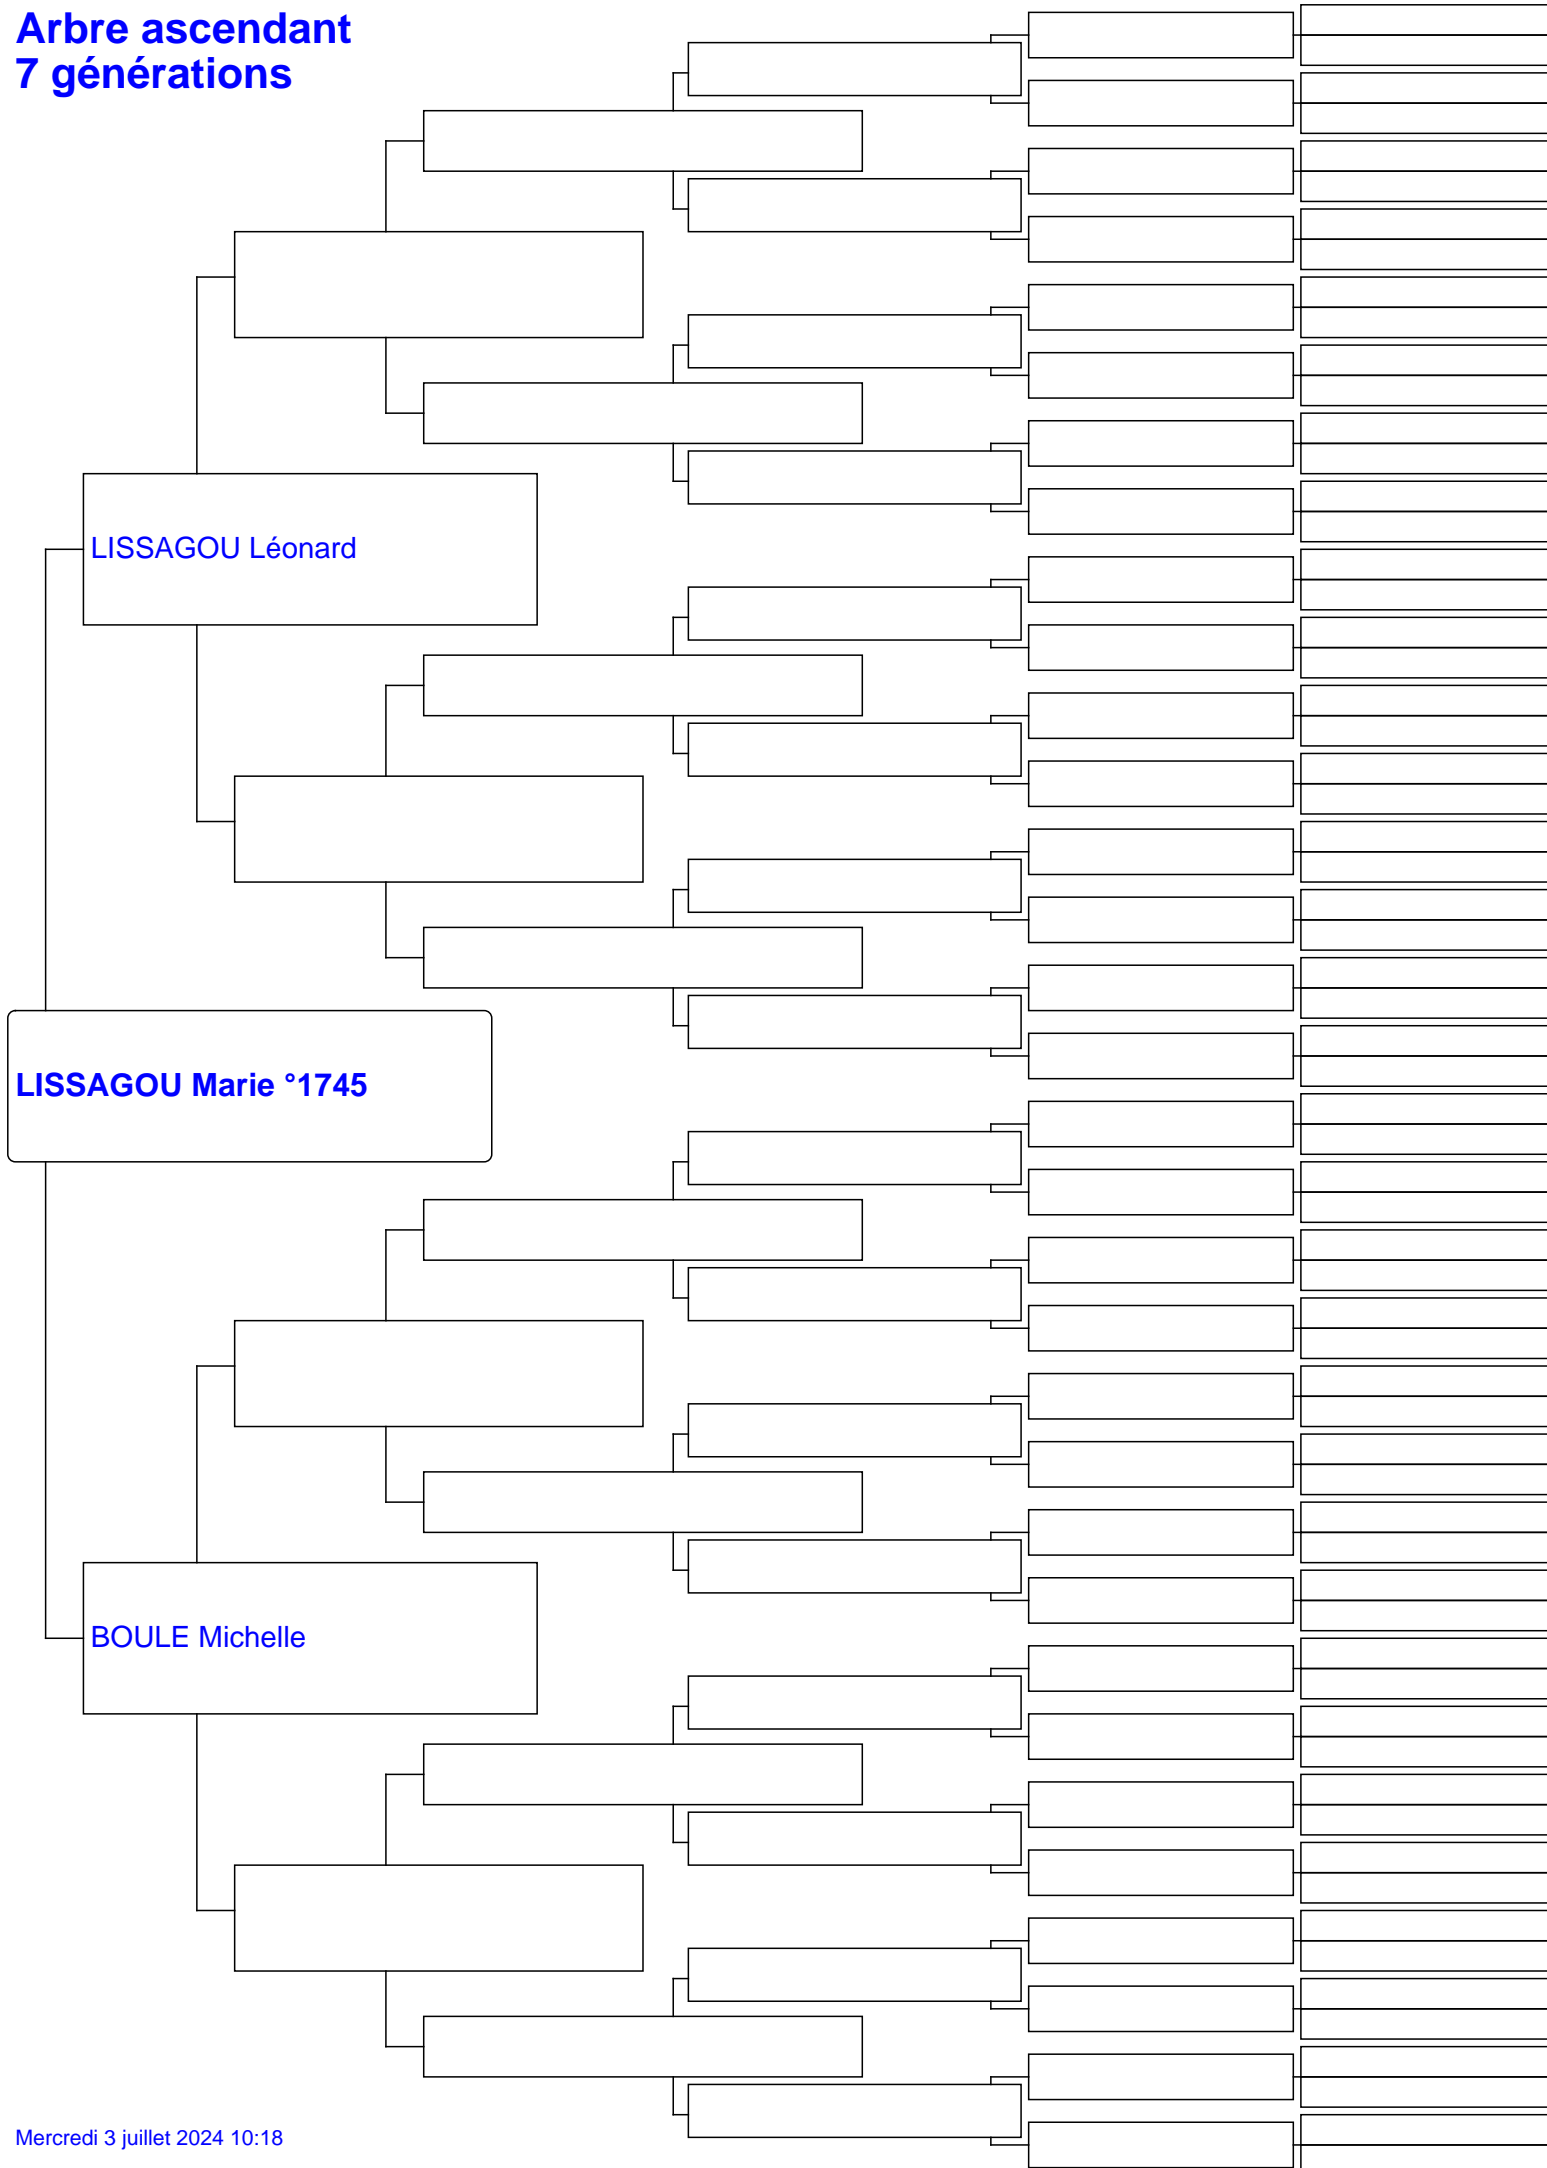 Arbre ascendant
7 générations
LISSAGOU Léonard
LISSAGOU Marie °1745
BOULE Michelle
Mercredi 3 juillet 2024 10:18